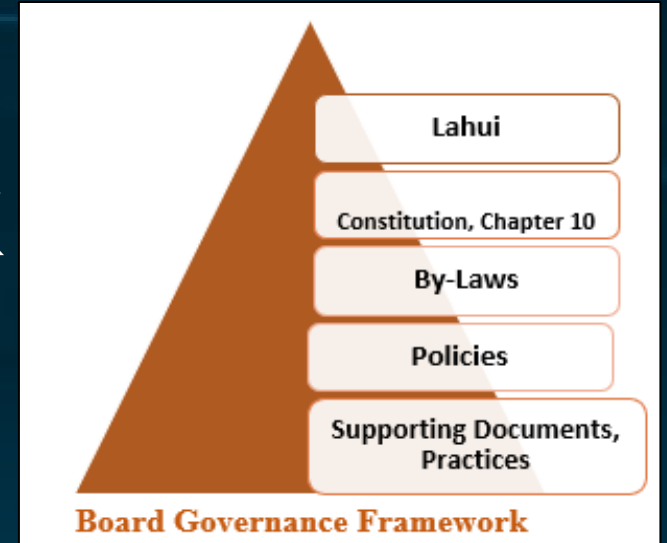 Lahui
Constitution, Chapter 10
By-Laws
Policies
Supporting Documents,
Practices
Board Governance Framework